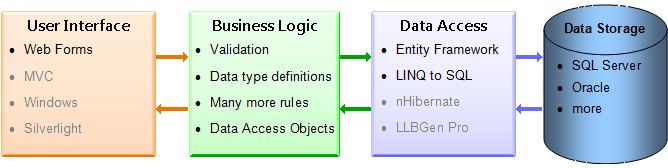 User Interface
Web Forms
MVC
Windows
Silverlight
Business Logic
Validation
Data type definitions
Many more rules
Data Access Objects
Data Access
Entity Framework
LINQ to SQL
nHibernate
LLBGen Pro
Data Storage
SQL Server
Oracle
more